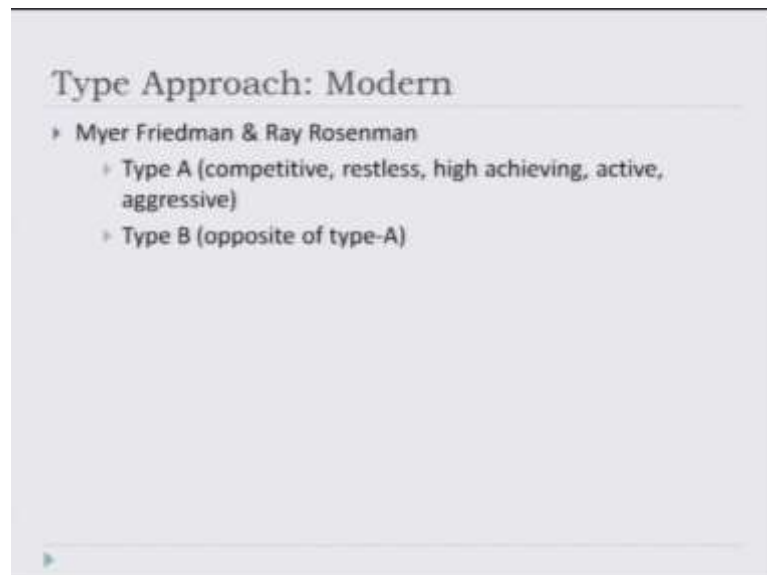 Type Approach: Modern
Myer Friedman & Ray Rosenman
Type A (competitive, restless, high achieving, active,
aggressive)
Type B (opposite of type-A)